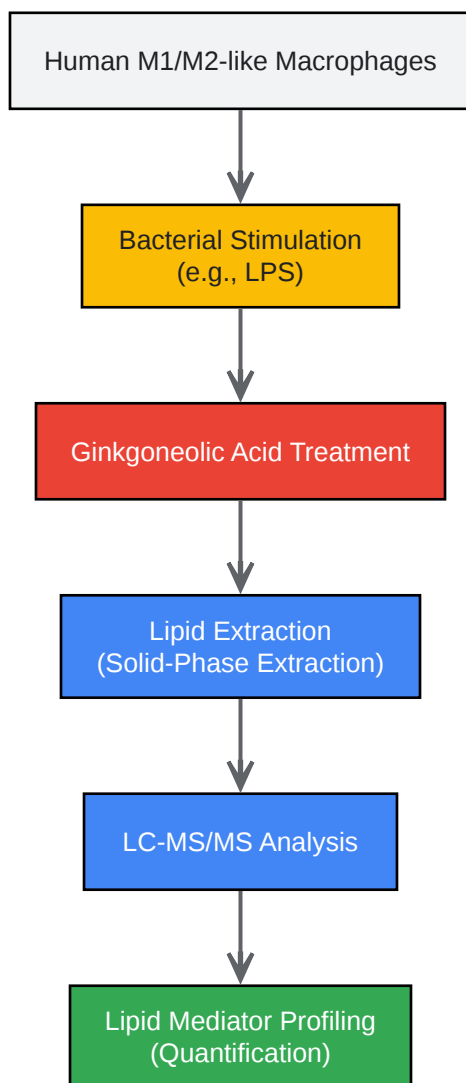 Human M1/M2-like Macrophages
Bacterial Stimulation
(e.g., LPS)
Ginkgoneolic Acid Treatment
Lipid Extraction
(Solid-Phase Extraction)
LC-MS/MS Analysis
Lipid Mediator Profiling
(Quantification)